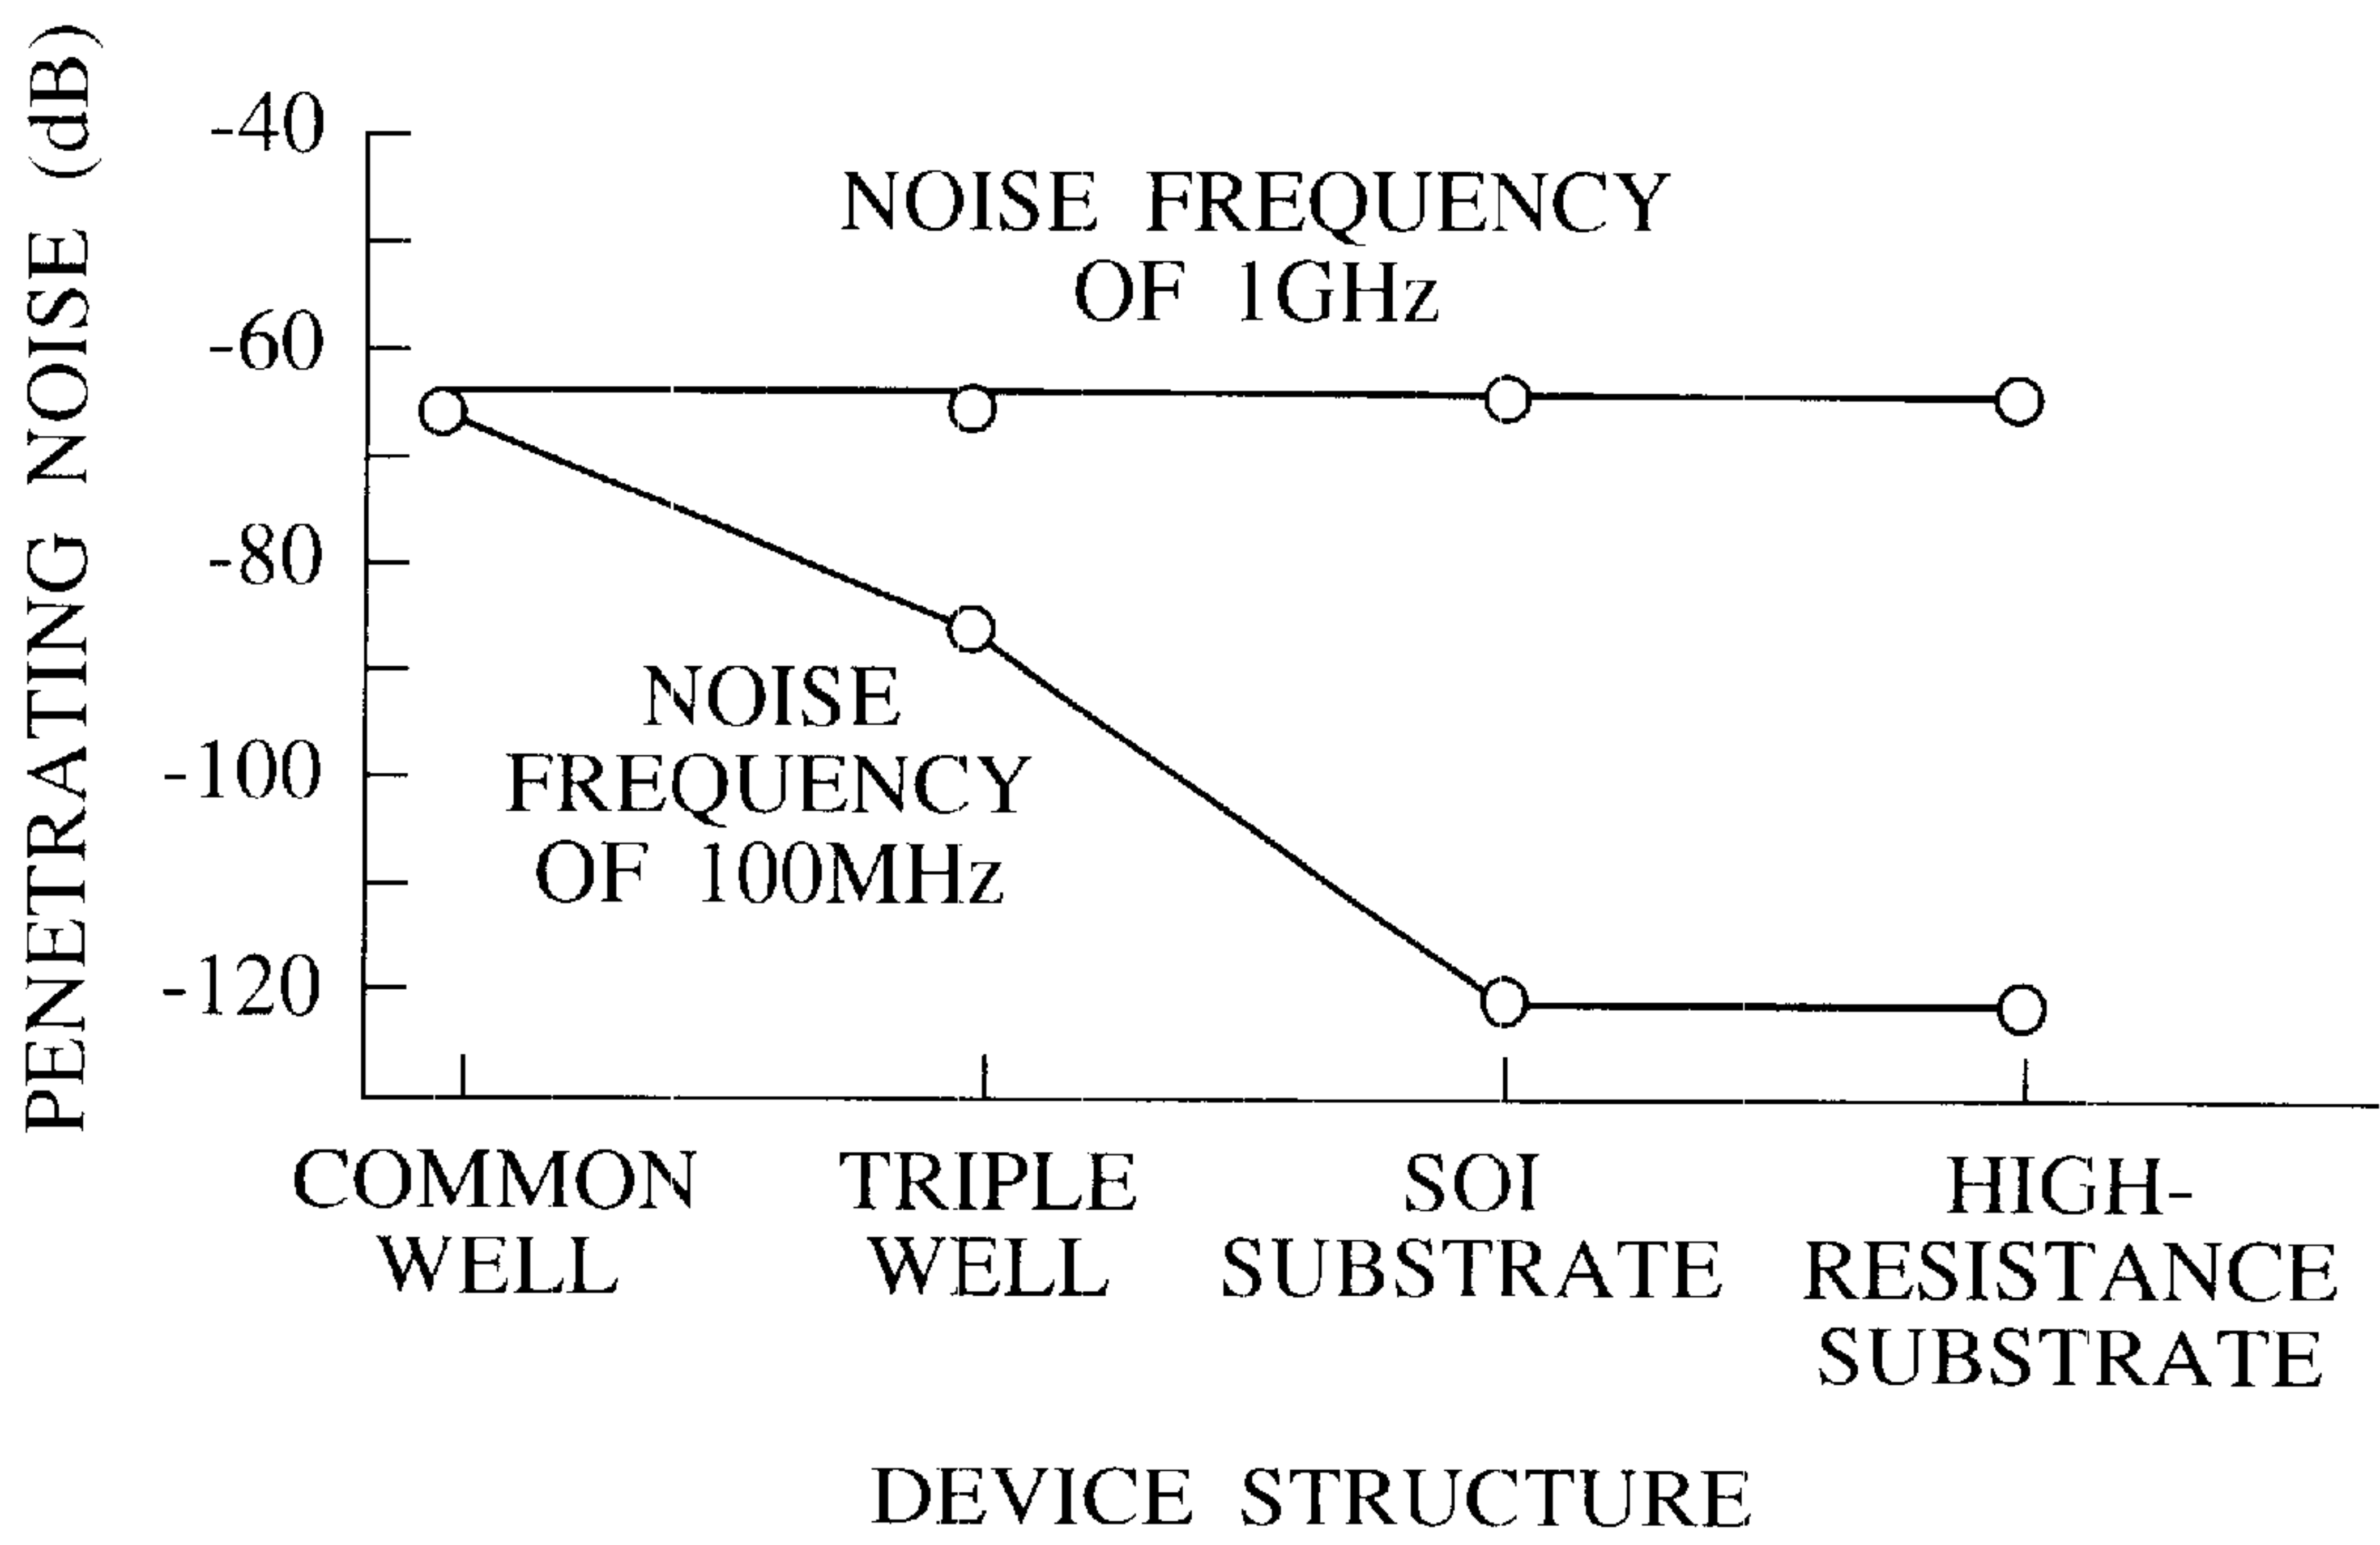 PENETRATING NOISE (dB)
-40
-60
-80
-100
-120
NOISE FREQUENCY
OF 1GHz
NOISE
FREQUENCY
OF 100MHz
COMMON
WELL
TRIPLE
WELL
SOI
SUBSTRATE
HIGH-
RESISTANCE
SUBSTRATE
DEVICE STRUCTURE